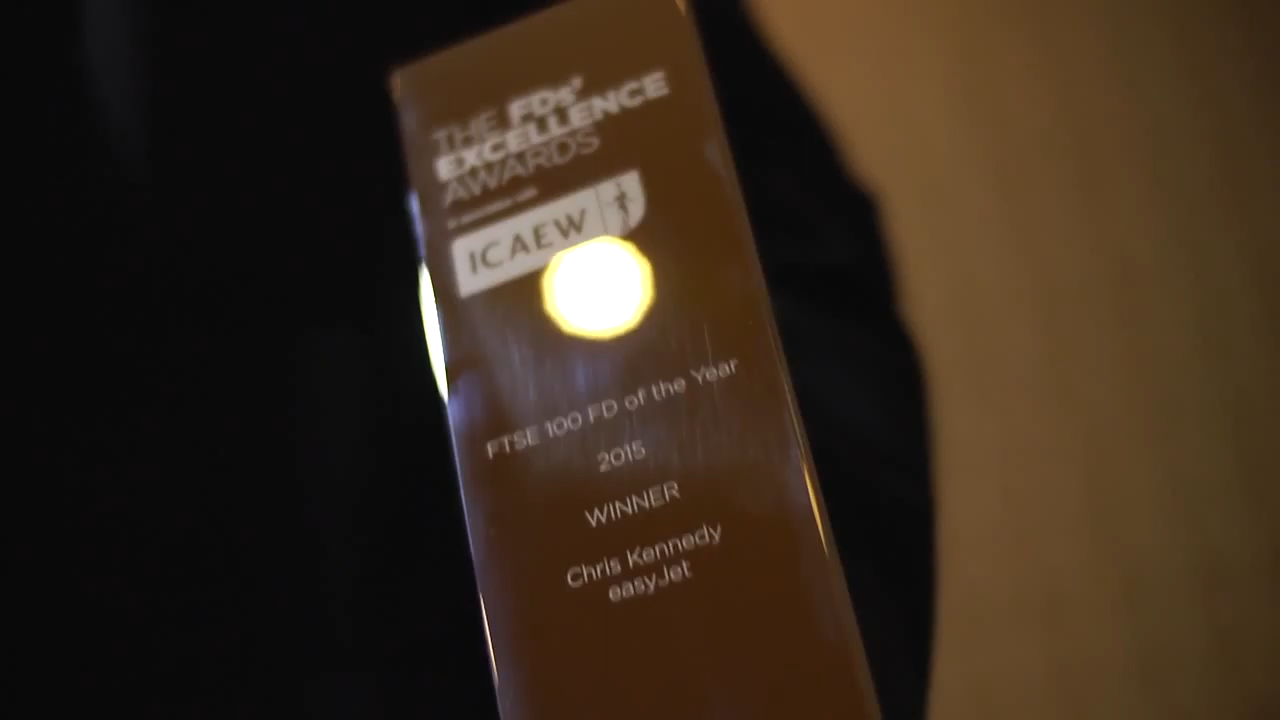 THE FDs'
EXCELLENCE
AWARDS
ICAEW
FTSE 100 FD of the Year
2015
WINNER
Chris Kennedy
easyJet